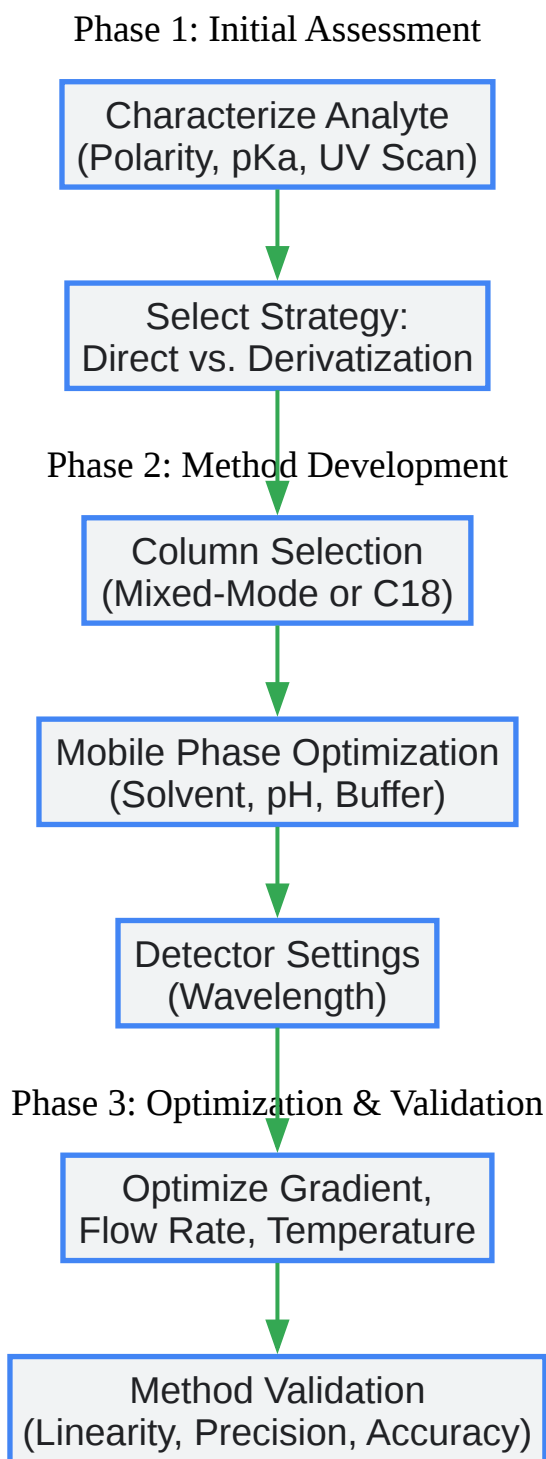 Phase 1: Initial Assessment
Characterize Analyte
(Polarity, pKa, UV Scan)
Select Strategy:
Direct vs. Derivatization
Phase 2: Method Development
Column Selection
(Mixed-Mode or C18)
Mobile Phase Optimization
(Solvent, pH, Buffer)
Detector Settings
(Wavelength)
Phase 3: Optimization & Validation
Optimize Gradient,
Flow Rate, Temperature
Method Validation
(Linearity, Precision, Accuracy)